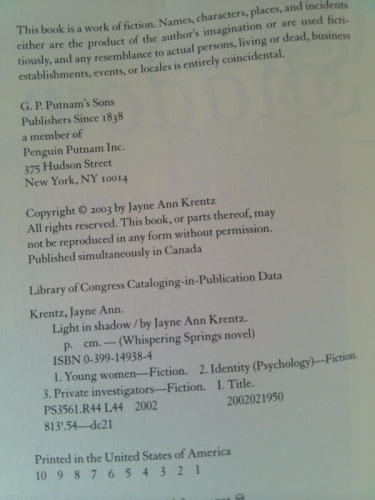 This book is a work of fiction. Names, characters, places, and incidents
either are the product of the author's imagination or are used ficti-
tiously, and any resemblance to actual persons, living or dead, business
establishments, events, or locales is entirely coincidental.
G. P. Putnam's Sons
Publishers Since 1838
a member of
Penguin Putnam Inc.
375 Hudson Street
New York, NY 10014
Copyright © 2003 by Jayne Ann Krentz
All rights reserved. This book, or parts thereof, may
not be reproduced in any form without permission.
Published simultaneously in Canada
Library of Congress Cataloging-in-Publication Data
Krentz, Jayne Ann.
Light in shadow / by Jayne Ann Krentz.
p. cm. — (Whispering Springs novel)
ISBN 0-399-14938-4
1. Young women—Fiction. 2. Identity (Psychology)—Fiction.
3. Private investigators—Fiction. I. Title.
PS3561.R44 L44 2002 2002021950
813'.54—dc21
Printed in the United States of America
10 9 8 7 6 5 4 3 2 1